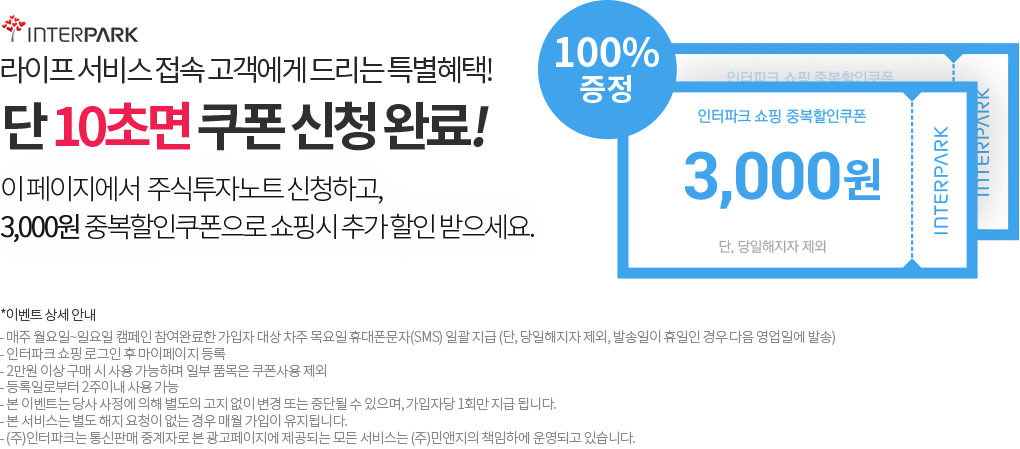 INTERPARK
라이프 서비스 접속 고객에게 드리는 특별혜택!
단 10초면 쿠폰 신청 완료!
이 페이지에서 주식투자노트 신청하고,
3,000원 중복할인쿠폰으로 쇼핑시 추가 할인 받으세요.
100%
증정
인터파크 쇼핑 중복할인쿠폰
INTERPARK
인터파크 쇼핑 중복할인쿠폰
3,000원
단, 당일해지자 제외
INTERPARK
*이벤트 상세 안내
- 매주 월요일~일요일 캠페인 참여완료한 가입자 대상 차주 목요일 휴대폰문자(SMS) 일괄 지급 (단, 당일해지자 제외, 발송일이 휴일인 경우 다음 영업일에 발송)
- 인터파크 쇼핑 로그인 후 마이페이지 등록
- 2만원 이상 구매 시 사용 가능하며 일부 품목은 쿠폰사용 제외
- 등록일로부터 2주이내 사용 가능
- 본 이벤트는 당사 사정에 의해 별도의 고지 없이 변경 또는 중단될 수 있으며, 가입자당 1회만 지급 됩니다.
- 본 서비스는 별도 해지 요청이 없는 경우 매월 가입이 유지됩니다.
- (주)인터파크는 통신판매 중계자로 본 광고페이지에 제공되는 모든 서비스는 (주)민앤지의 책임하에 운영되고 있습니다.